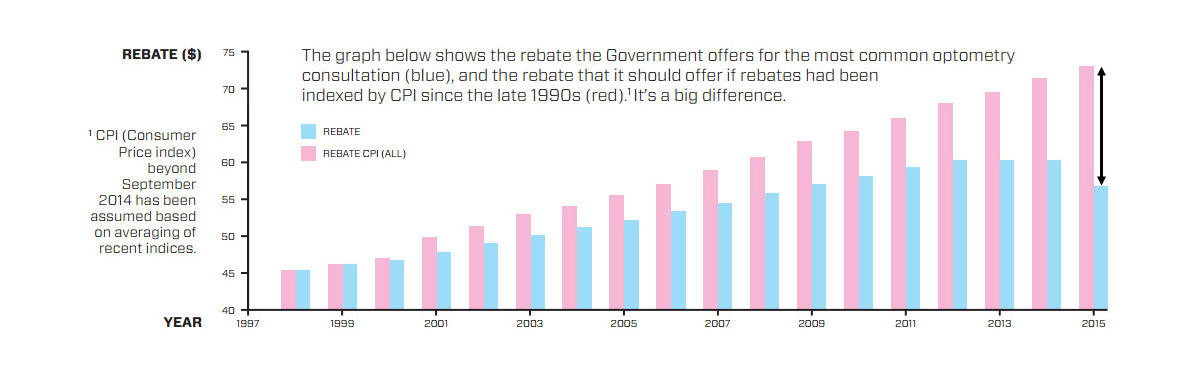 REBATE ($)
The graph below shows the rebate the Government offers for the most common optometry
consultation (blue), and the rebate that it should offer if rebates had been
indexed by CPI since the late 1990s (red).¹ It's a big difference.
REBATE
REBATE CPI (ALL)
¹ CPI (Consumer
Price index)
beyond
September
2014 has been
assumed based
on averaging of
recent indices.
75
70
65
60
55
50
45
40
YEAR
1997 1999 2001 2003 2005 2007 2009 2011 2013 2015